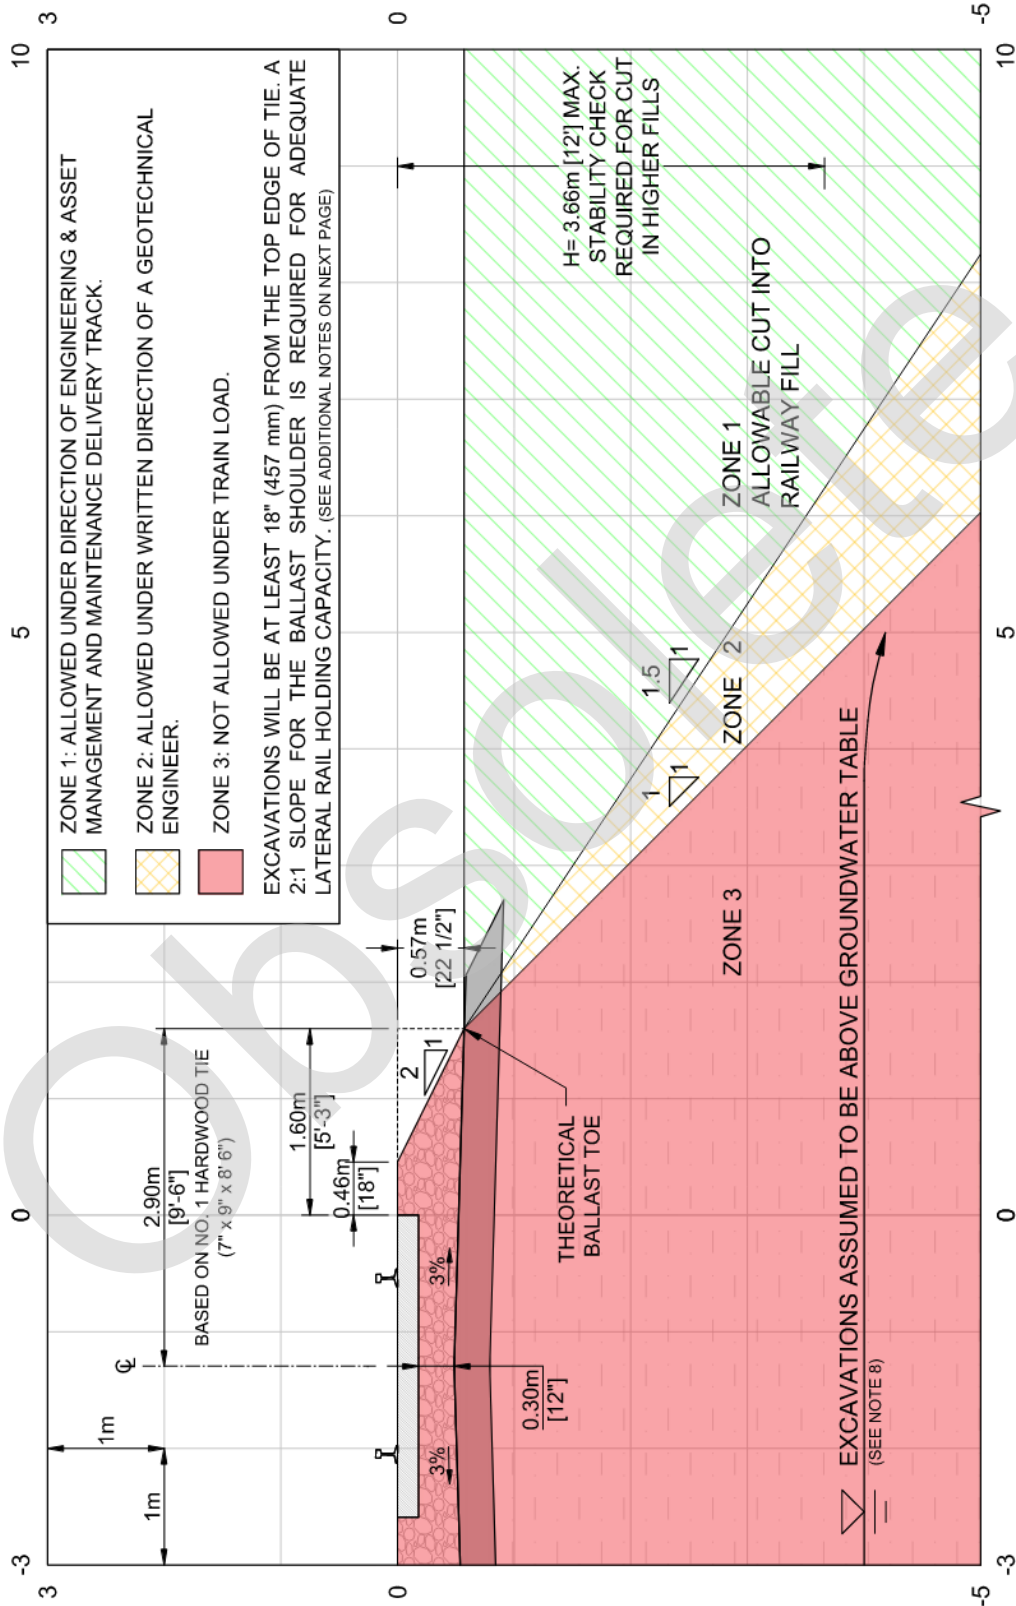 3
0
-5
10
5
0
-3
ZONE 1: ALLOWED UNDER DIRECTION OF ENGINEERING & ASSET
MANAGEMENT AND MAINTENANCE DELIVERY TRACK.
ZONE 2: ALLOWED UNDER WRITTEN DIRECTION OF A GEOTECHNICAL
ENGINEER.
ZONE 3: NOT ALLOWED UNDER TRAIN LOAD.
EXCAVATIONS WILL BE AT LEAST 18" (457 mm) FROM THE TOP EDGE OF TIE. A
2:1 SLOPE FOR THE BALLAST SHOULDER IS REQUIRED FOR ADEQUATE
LATERAL RAIL HOLDING CAPACITY. (SEE ADDITIONAL NOTES ON NEXT PAGE)
1m
1m
℄
2.90m
[9'-6"]
BASED ON NO. 1 HARDWOOD TIE
(7" x 9" x 8' 6")
1.60m
[5'-3"]
0.46m
[18"]
2
1
0.57m
[22 1/2"]
3%
3%
0.30m
[12"]
THEORETICAL
BALLAST TOE
H= 3.66m [12'] MAX.
STABILITY CHECK
REQUIRED FOR CUT
IN HIGHER FILLS
1
1
1.5
1
ZONE 1
ALLOWABLE CUT INTO
RAILWAY FILL
ZONE 2
ZONE 3
EXCAVATIONS ASSUMED TO BE ABOVE GROUNDWATER TABLE
(SEE NOTE 8)
3
0
-5
-3
0
5
10
Obsolete